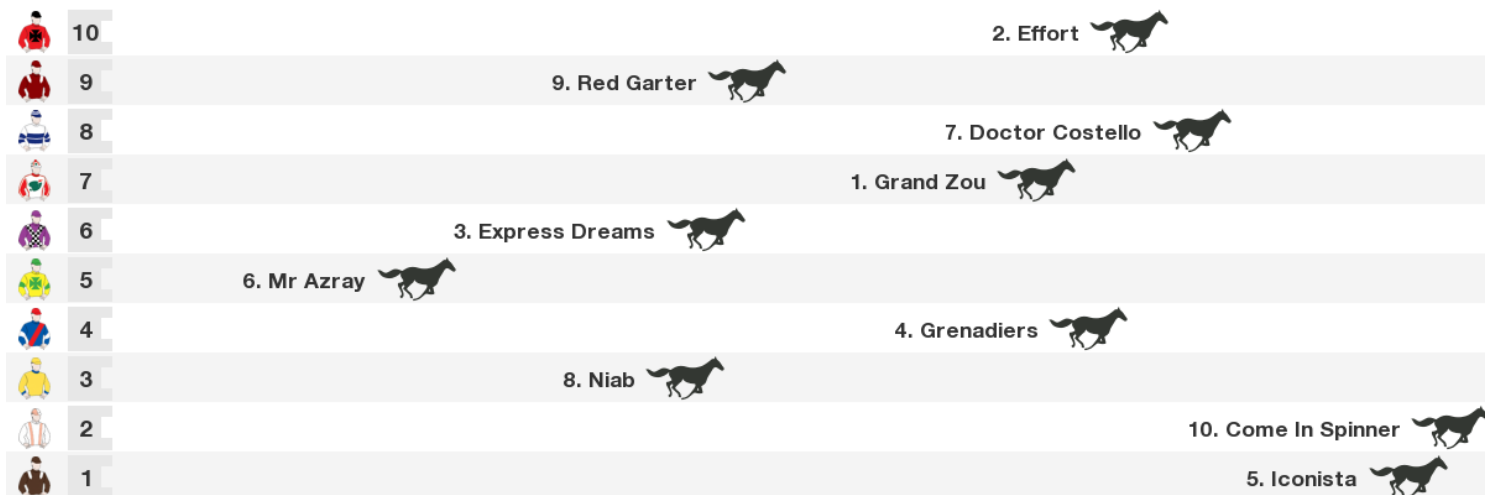 10 2. Effort
9 9. Red Garter
8 7. Doctor Costello
7 1. Grand Zou
6 3. Express Dreams
5 6. Mr Azray
4 4. Grenadiers
3 8. Niab
2 10. Come In Spinner
1 5. Iconista